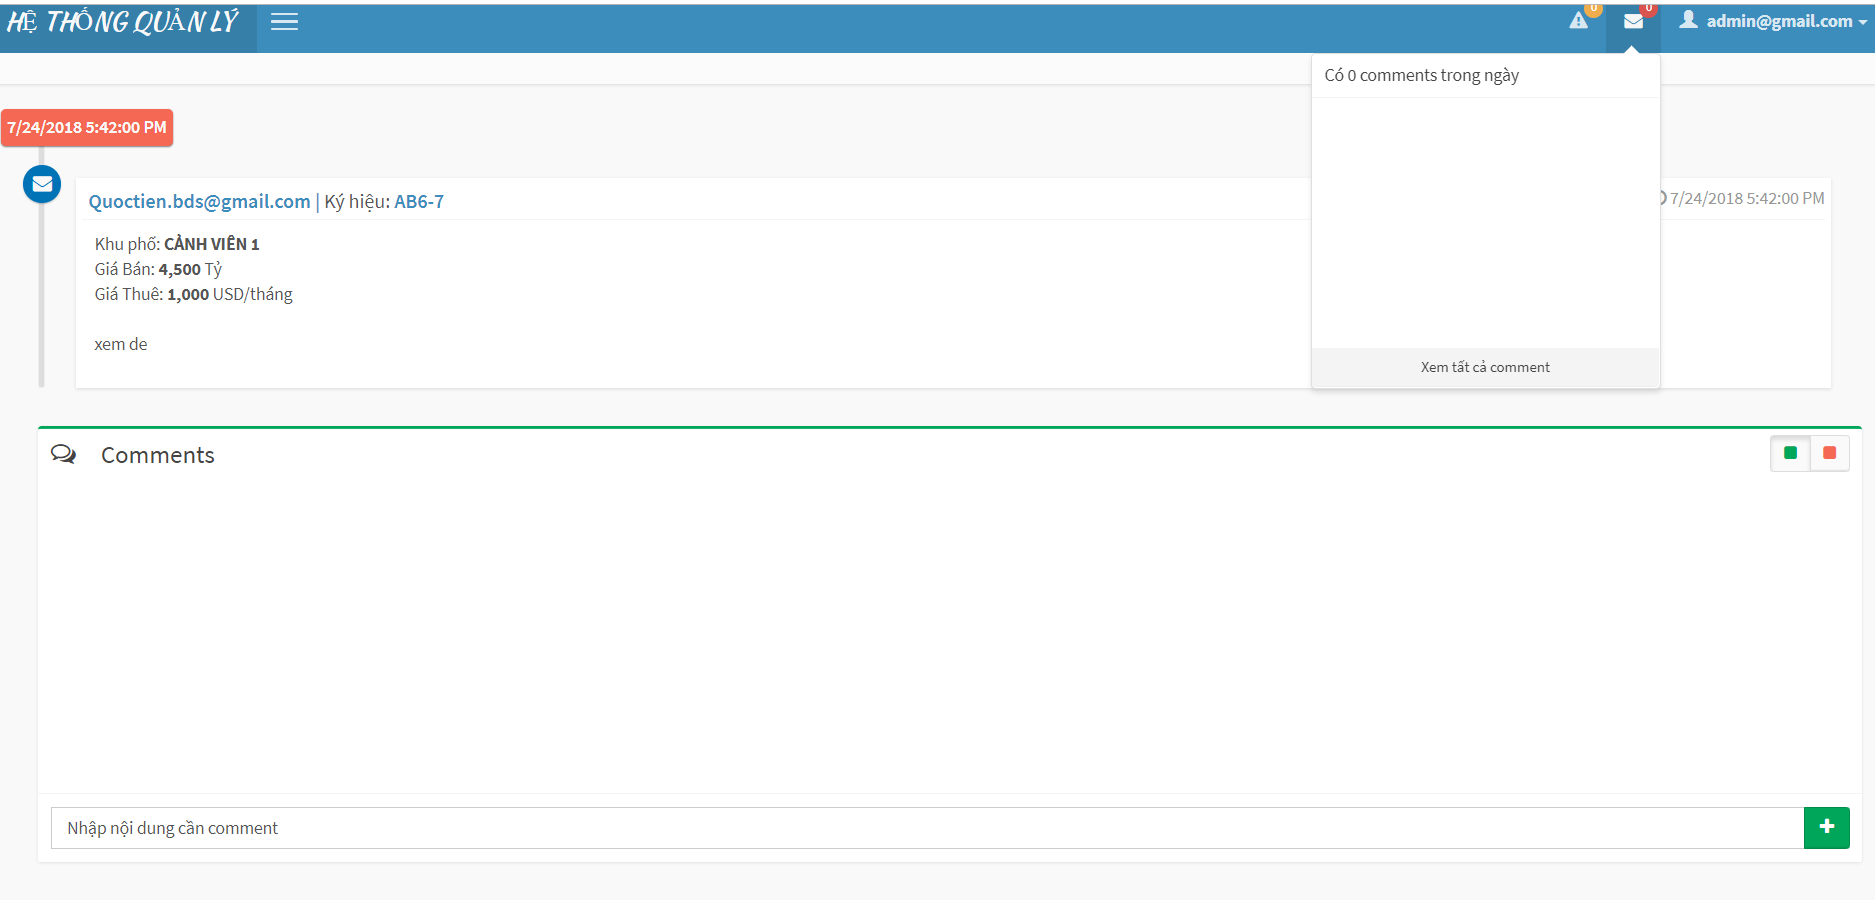 HỆ THỐNG QUẢN LÝ
0
0
admin@gmail.com
Có 0 comments trong ngày
7/24/2018 5:42:00 PM
Quoctien.bds@gmail.com | Ký hiệu: AB6-7
7/24/2018 5:42:00 PM
Khu phố: CẢNH VIÊN 1
Giá Bán: 4,500 Tỷ
Giá Thuê: 1,000 USD/tháng
xem de
Xem tất cả comment
Comments
Nhập nội dung cần comment